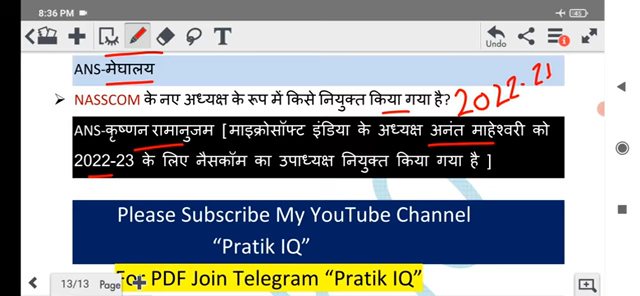 8:36 PM
45
Undo
ANS-मेघालय
➤ NASSCOM के नए अध्यक्ष के रूप में किसे नियुक्त किया गया है?
2022-23
ANS-कृष्णन रामानुजम [ माइक्रोसॉफ्ट इंडिया के अध्यक्ष अनंत माहेश्वरी को
2022-23 के लिए नैसकॉम का उपाध्यक्ष नियुक्त किया गया है ]
Please Subscribe My YouTube Channel
“Pratik IQ”
For PDF Join Telegram “Pratik IQ”
13/13